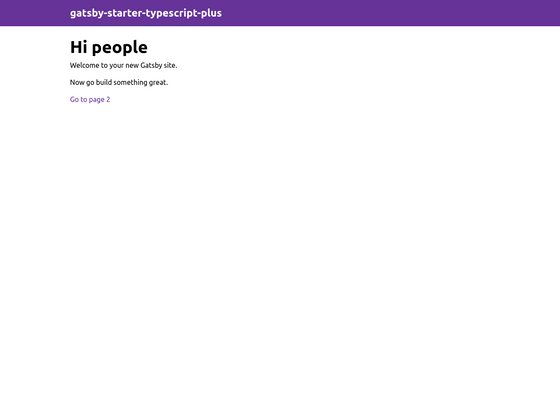 gatsby-starter-typescript-plus
Hi people
Welcome to your new Gatsby site.
Now go build something great.
Go to page 2